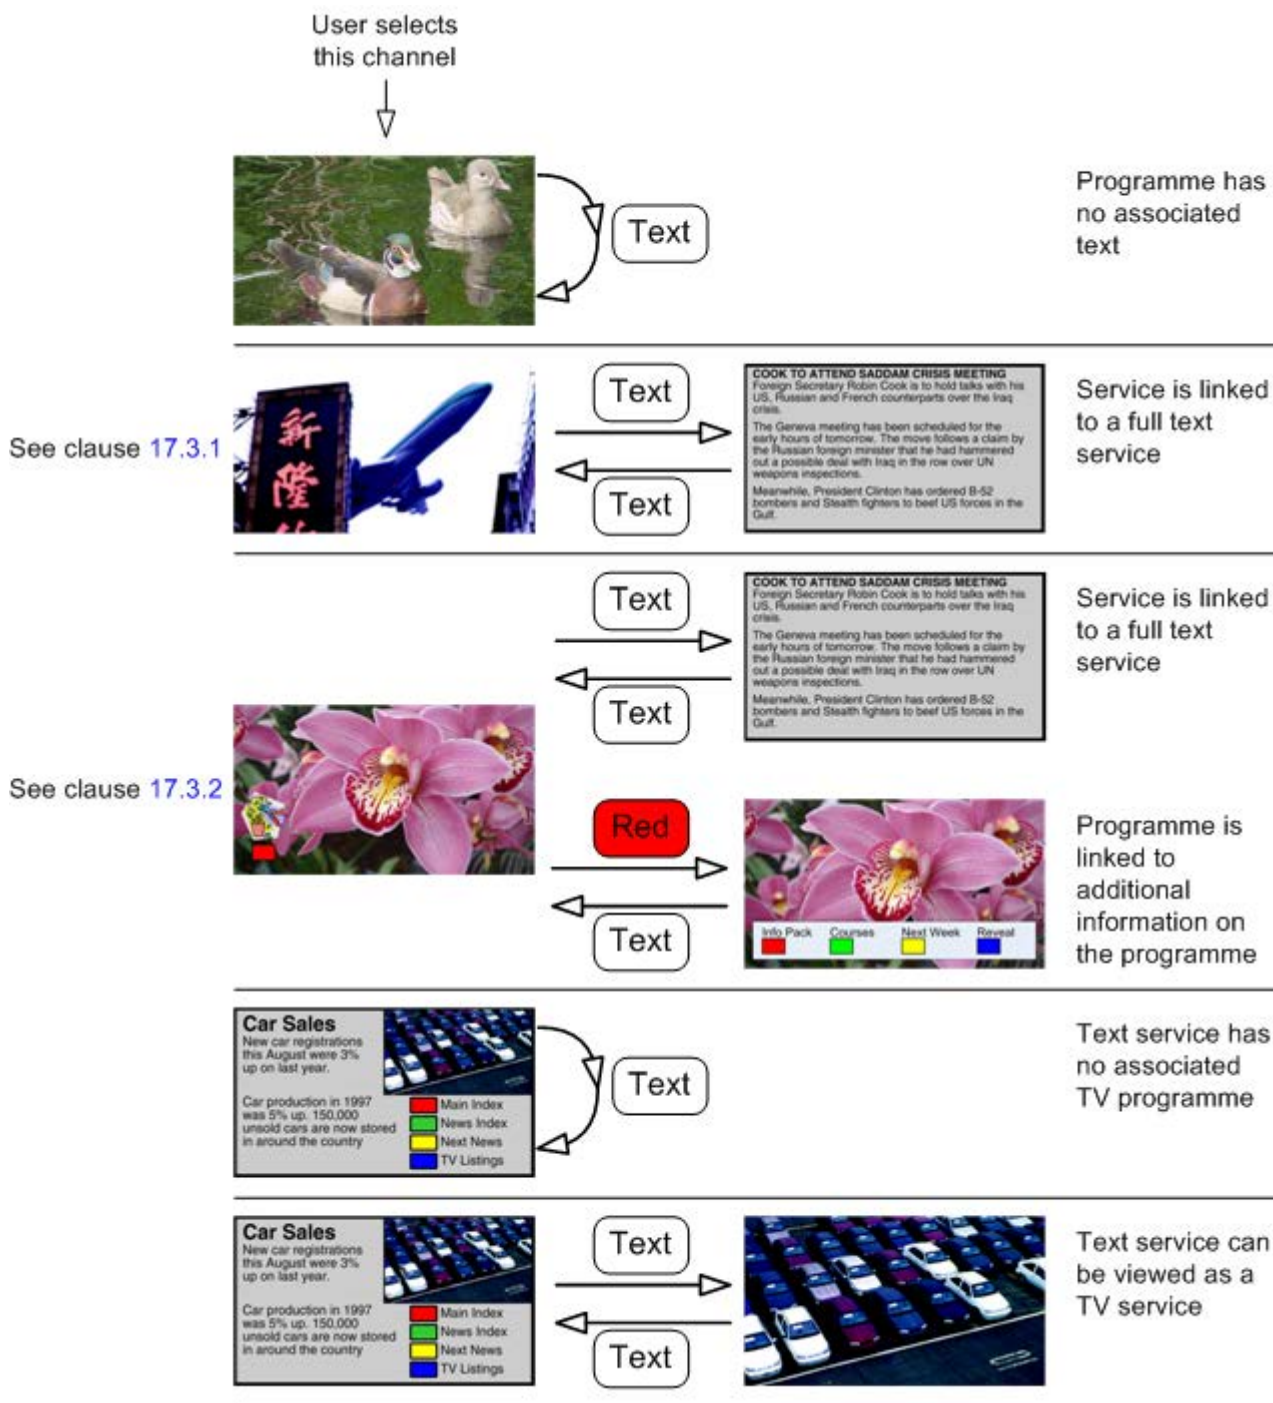 User selects
this channel
Text
Programme has
no associated
text
See clause 17.3.1
新
隆
Text
Text
COOK TO ATTEND SADDAM CRISIS MEETING
Foreign Secretary Robin Cook is to hold talks with his
US, Russian and French counterparts over the Iraq
crisis.
The Geneva meeting has been scheduled for the
early hours of tomorrow. The move follows a claim by
the Russian foreign minister that he had hammered
out a possible deal with Iraq in the row over UN
weapons inspections.
Meanwhile, President Clinton has ordered B-52
bombers and Stealth fighters to beef US forces in the
Gulf.
Service is linked
to a full text
service
See clause 17.3.2
Text
Text
COOK TO ATTEND SADDAM CRISIS MEETING
Foreign Secretary Robin Cook is to hold talks with his
US, Russian and French counterparts over the Iraq
crisis.
The Geneva meeting has been scheduled for the
early hours of tomorrow. The move follows a claim by
the Russian foreign minister that he had hammered
out a possible deal with Iraq in the row over UN
weapons inspections.
Meanwhile, President Clinton has ordered B-52
bombers and Stealth fighters to beef US forces in the
Gulf.
Service is linked
to a full text
service
Red
Text
Info Pack Courses Next Week Reveal
Programme is
linked to
additional
information on
the programme
Car Sales
New car registrations
this August were 3%
up on last year.
Car production in 1997
was 5% up. 150,000
unsold cars are now stored
in around the country
Main Index
News Index
Next News
TV Listings
Text
Text service has
no associated
TV programme
Car Sales
New car registrations
this August were 3%
up on last year.
Car production in 1997
was 5% up. 150,000
unsold cars are now stored
in around the country
Main Index
News Index
Next News
TV Listings
Text
Text
Text service can
be viewed as a
TV service